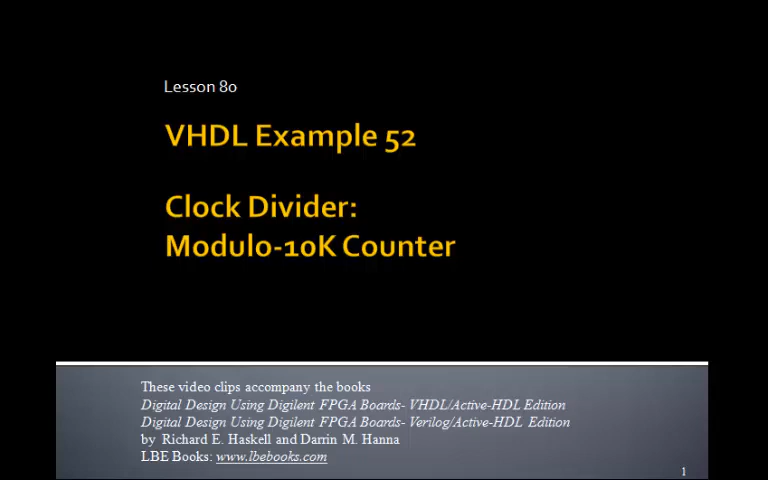 Lesson 80
VHDL Example 52
Clock Divider:
Modulo-10K Counter
These video clips accompany the books
Digital Design Using Digilent FPGA Boards- VHDL/Active-HDL Edition
Digital Design Using Digilent FPGA Boards- Verilog/Active-HDL Edition
by Richard E. Haskell and Darrin M. Hanna
LBE Books: www.lbebooks.com
1